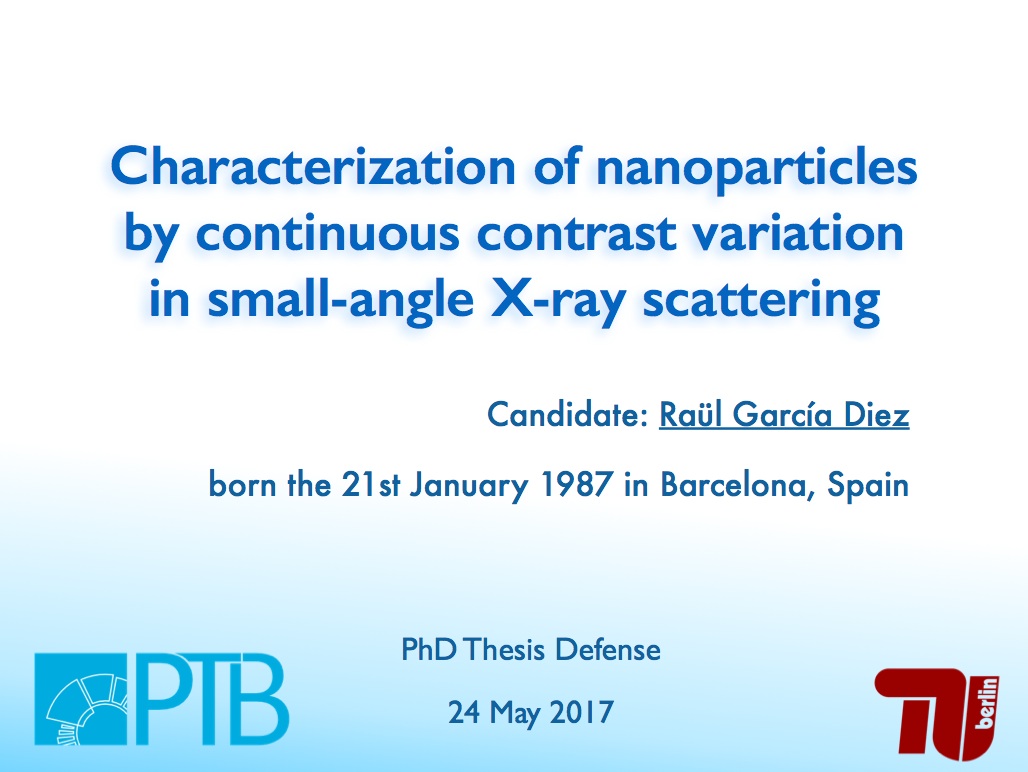 Characterization of nanoparticles
by continuous contrast variation
in small-angle X-ray scattering
Candidate: Raül García Diez
born the 21st January 1987 in Barcelona, Spain
PhD Thesis Defense
24 May 2017
PTB
TU berlin